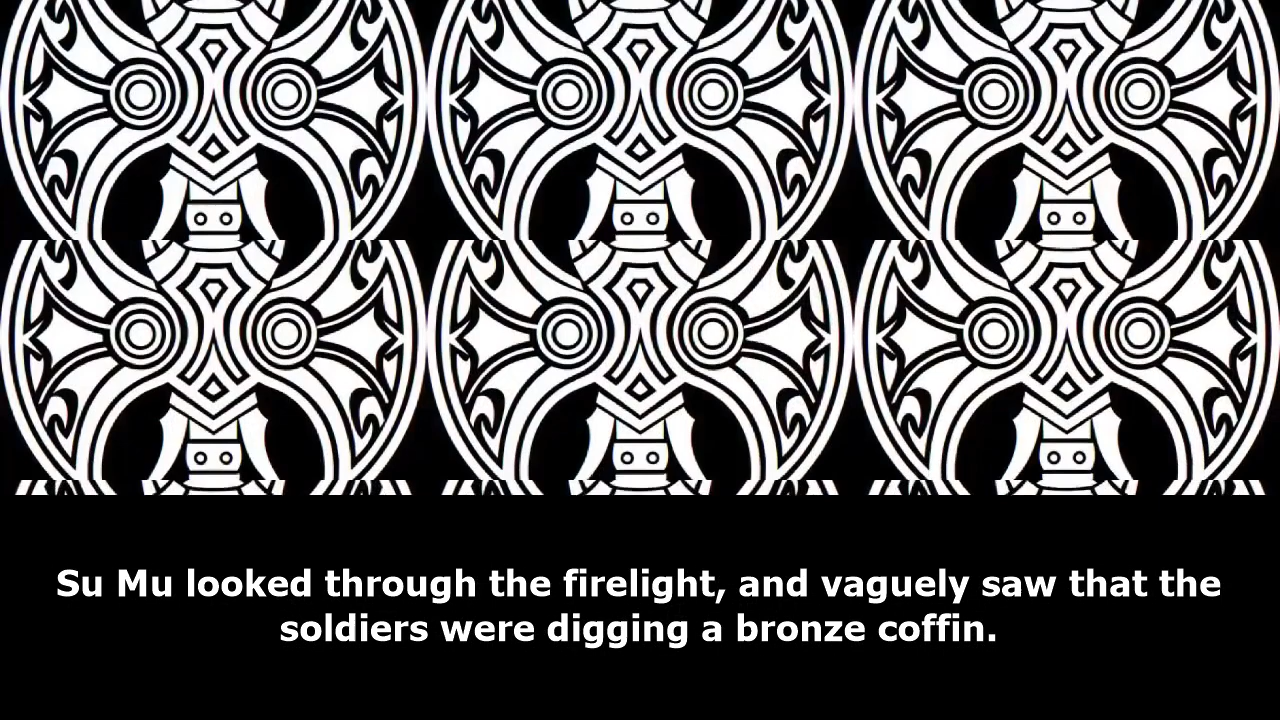 Su Mu looked through the firelight, and vaguely saw that the
soldiers were digging a bronze coffin.